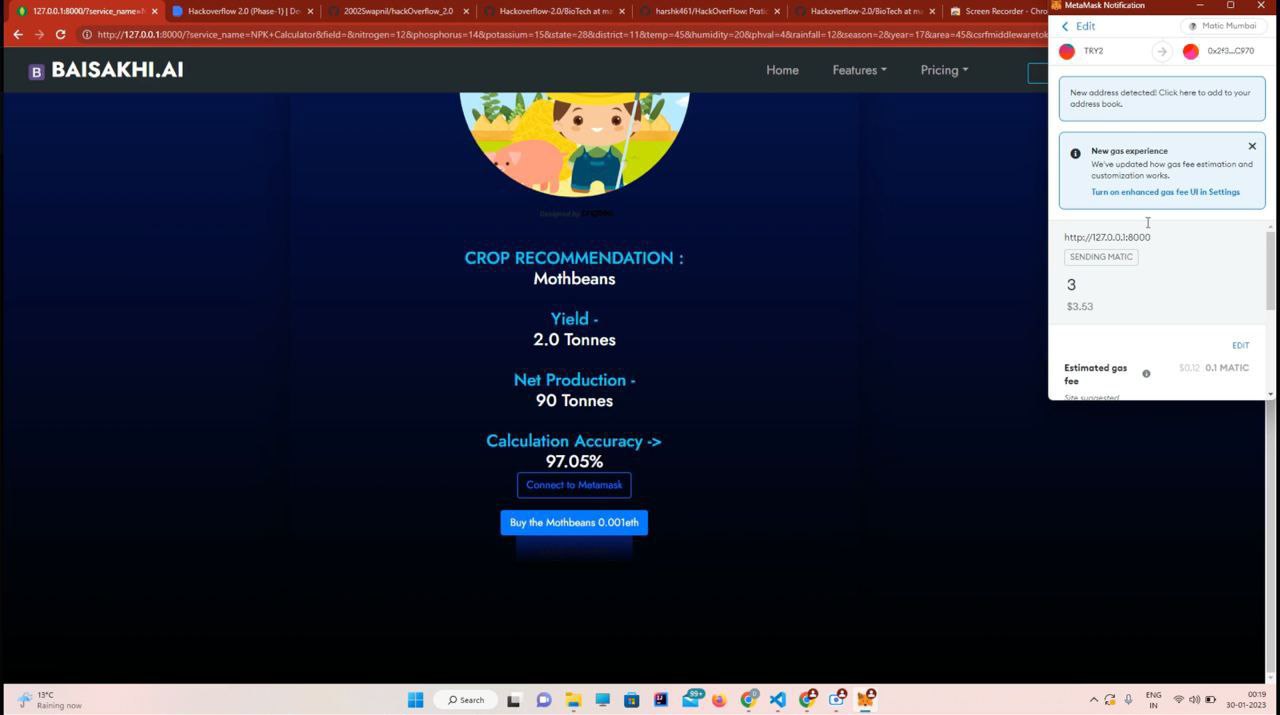 127.0.0.1:8000/?service_name=N
Hackoverflow 2.0 (Phase-1) | De
2002Swapnil/hackOverflow_2.0
Hackoverflow-2.0/BioTech at ma
harshk461/HackOverFlow: Pratic
Hackoverflow-2.0/BioTech at ma
Screen Recorder - Chro
http://127.0.0.1:8000/?service_name=NPK+Calculator&field=&nitrogen=12&phosphorus=14&potassium=15&state=28&district=11&temp=45&humidity=20&phval=4&rainfall=12&season=2&year=17&area=45&csrfmiddlewaretok
B BAISAKHI.AI
Home
Features
Pricing
Designed by pngtree
CROP RECOMMENDATION :
Mothbeans
Yield -
2.0 Tonnes
Net Production -
90 Tonnes
Calculation Accuracy ->
97.05%
Connect to Metamask
Buy the Mothbeans 0.001eth
MetaMask Notification
Edit
Matic Mumbai
TRY2
0x2f3...C970
New address detected! Click here to add to your
address book.
New gas experience
We've updated how gas fee estimation and
customization works.
Turn on enhanced gas fee UI in Settings
http://127.0.0.1:8000
SENDING MATIC
3
$3.53
EDIT
Estimated gas
fee
$0.12 0.1 MATIC
Site suggested
13°C
Raining now
Search
99+
ENG
IN
00:19
30-01-2023